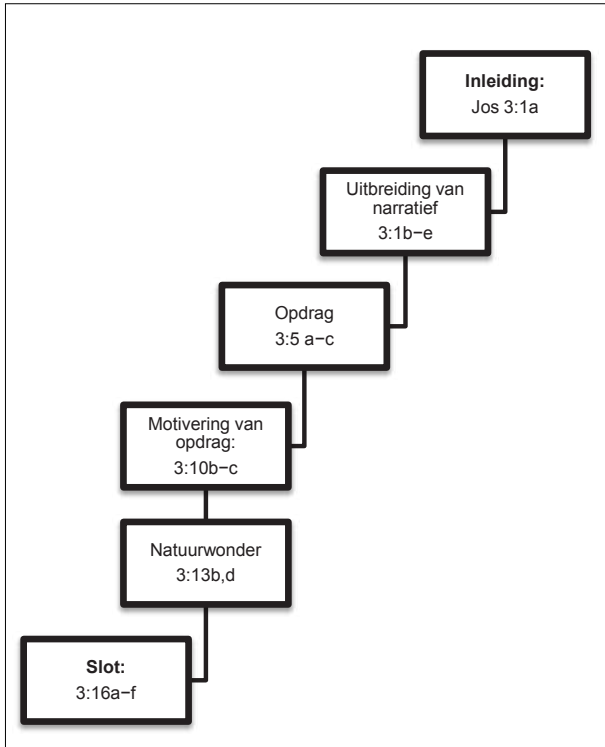 Inleiding:
Jos 3:1a
Uitbreiding van
narratief
3:1b−e
Opdrag
3:5 a−c
Motivering van
opdrag:
3:10b−c
Natuurwonder
3:13b,d
Slot:
3:16a−f